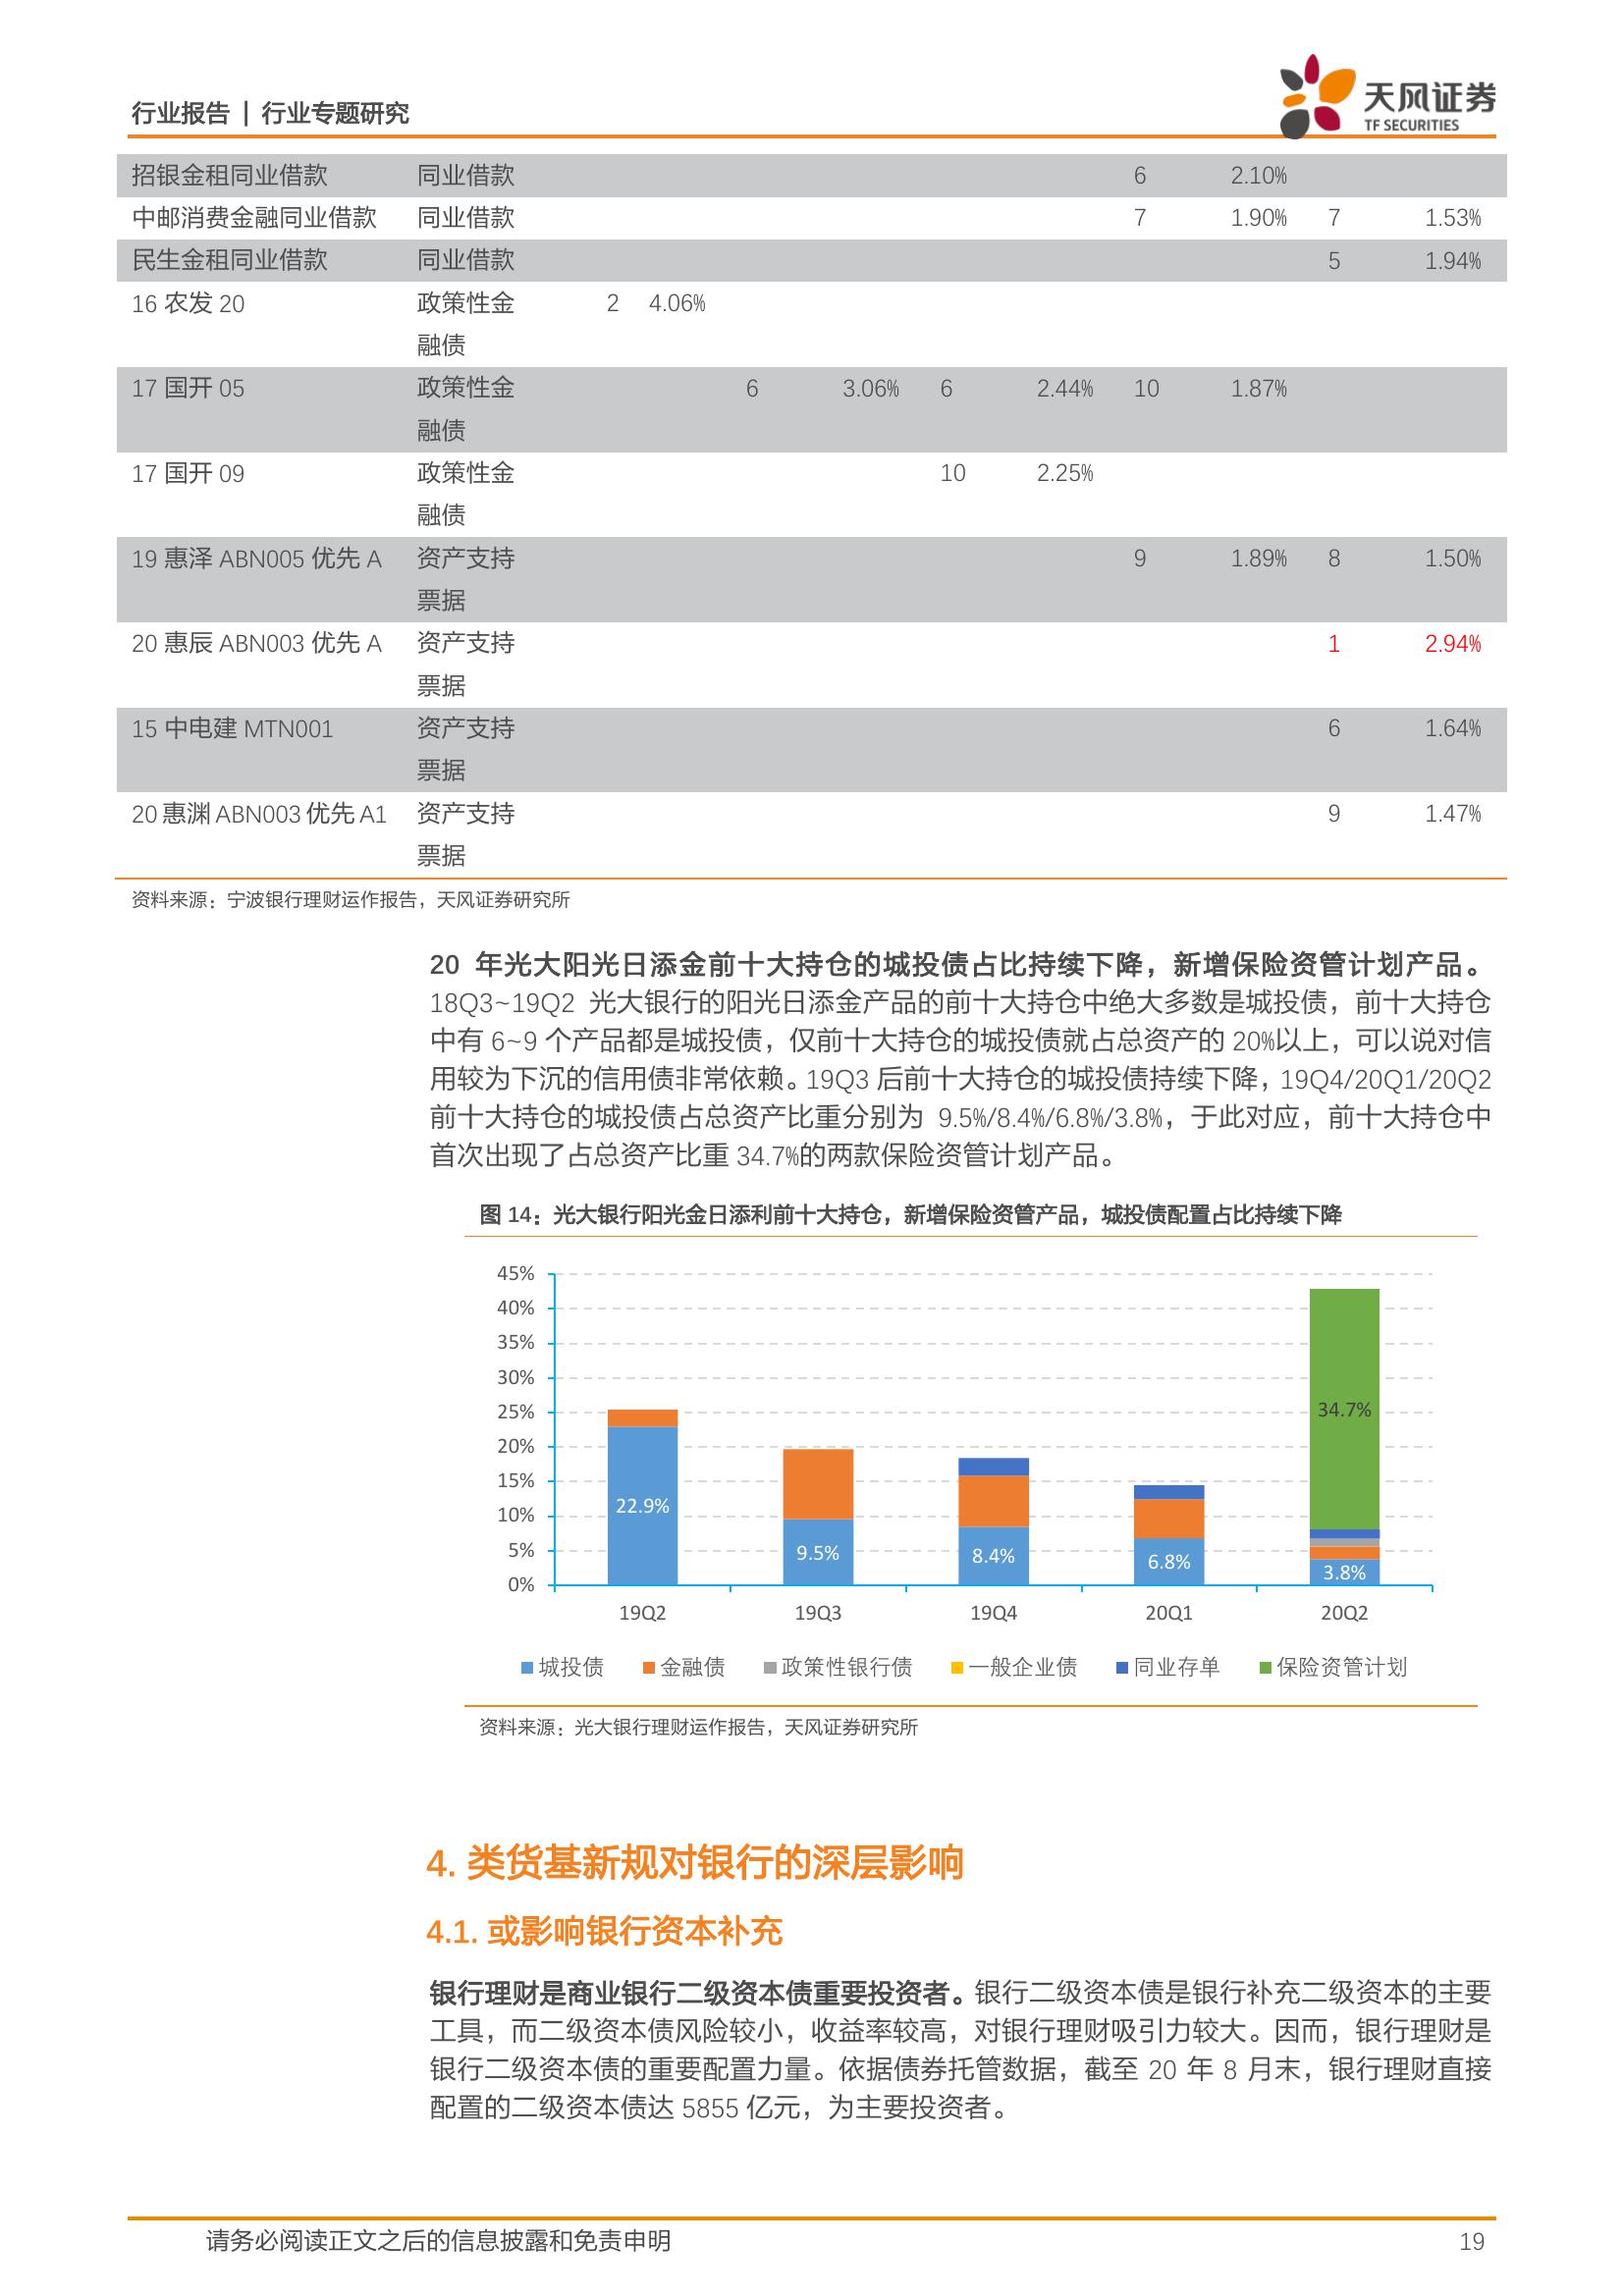 行业报告 | 行业专题研究
天风证券
TF SECURITIES
招银金租同业借款 同业借款 6 2.10%
中邮消费金融同业借款 同业借款 7 1.90% 7 1.53%
民生金租同业借款 同业借款 5 1.94%
16 农发 20 政策性金 2 4.06%
融债
17 国开 05 政策性金 6 3.06% 6 2.44% 10 1.87%
融债
17 国开 09 政策性金 10 2.25%
融债
19 惠泽 ABN005 优先 A 资产支持 9 1.89% 8 1.50%
票据
20 惠辰 ABN003 优先 A 资产支持 1 2.94%
票据
15 中电建 MTN001 资产支持 6 1.64%
票据
20 惠渊 ABN003 优先 A1 资产支持 9 1.47%
票据
资料来源：宁波银行理财运作报告，天风证券研究所
20 年光大阳光日添金前十大持仓的城投债占比持续下降，新增保险资管计划产品。
18Q3~19Q2 光大银行的阳光日添金产品的前十大持仓中绝大多数是城投债，前十大持仓
中有 6~9 个产品都是城投债，仅前十大持仓的城投债就占总资产的 20%以上，可以说对信
用较为下沉的信用债非常依赖。19Q3 后前十大持仓的城投债持续下降，19Q4/20Q1/20Q2
前十大持仓的城投债占总资产比重分别为 9.5%/8.4%/6.8%/3.8%，于此对应，前十大持仓中
首次出现了占总资产比重 34.7%的两款保险资管计划产品。
图 14：光大银行阳光金日添利前十大持仓，新增保险资管产品，城投债配置占比持续下降
45%
40%
35%
30%
25%
20%
15%
10%
5%
0%
22.9%
9.5%
8.4%
6.8%
3.8%
34.7%
19Q2 19Q3 19Q4 20Q1 20Q2
城投债 金融债 政策性银行债 一般企业债 同业存单 保险资管计划
资料来源：光大银行理财运作报告，天风证券研究所
4. 类货基新规对银行的深层影响
4.1. 或影响银行资本补充
银行理财是商业银行二级资本债重要投资者。银行二级资本债是银行补充二级资本的主要
工具，而二级资本债风险较小，收益率较高，对银行理财吸引力较大。因而，银行理财是
银行二级资本债的重要配置力量。依据债券托管数据，截至 20 年 8 月末，银行理财直接
配置的二级资本债达 5855 亿元，为主要投资者。
请务必阅读正文之后的信息披露和免责申明 19